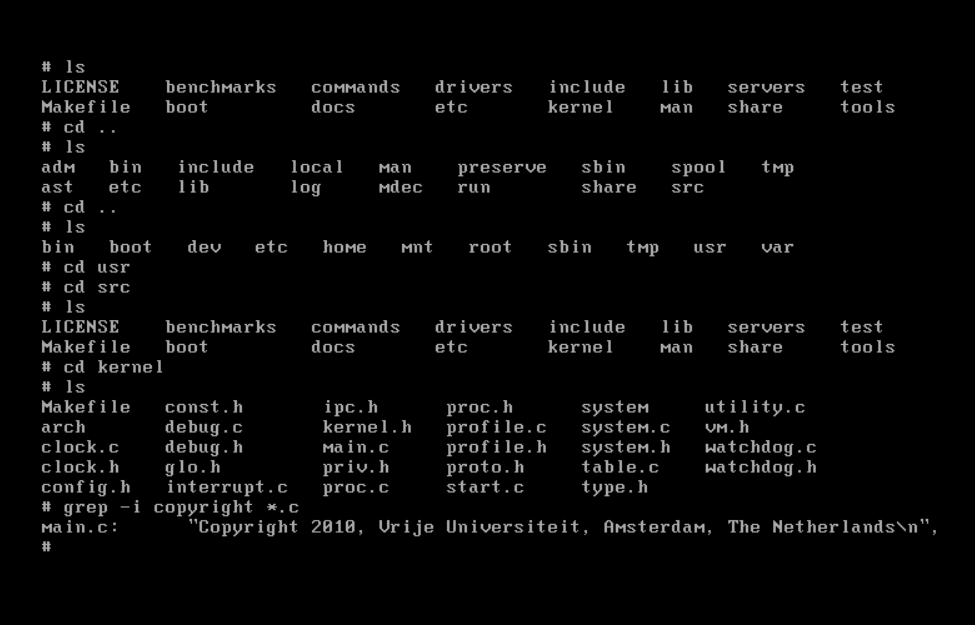 # ls
LICENSE benchmarks commands drivers include lib servers test
Makefile boot docs etc kernel man share tools
# cd ..
# ls
adm bin include local man preserve sbin spool tmp
ast etc lib log mdec run share src
# cd ..
# ls
bin boot dev etc home mnt root sbin tmp usr var
# cd usr
# cd src
# ls
LICENSE benchmarks commands drivers include lib servers test
Makefile boot docs etc kernel man share tools
# cd kernel
# ls
Makefile const.h ipc.h proc.h system utility.c
arch debug.c kernel.h profile.c system.c vm.h
clock.c debug.h main.c profile.h system.h watchdog.c
clock.h glo.h priv.h proto.h table.c watchdog.h
config.h interrupt.c proc.c start.c type.h
# grep -i copyright *.c
main.c: "Copyright 2010, Vrije Universiteit, Amsterdam, The Netherlands\n",
#